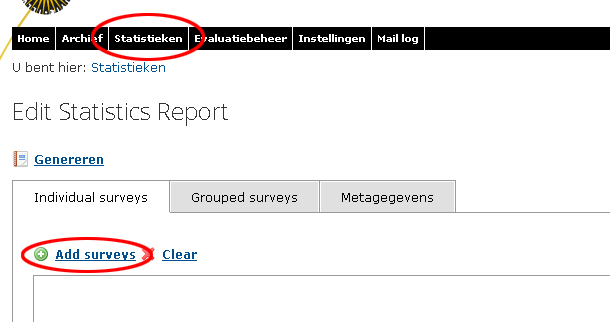 Home Archief Statistieken Evaluatiebeheer Instellingen Mail log
U bent hier: Statistieken
Edit Statistics Report
Genereren
Individual surveys Grouped surveys Metagegevens
Add surveys Clear